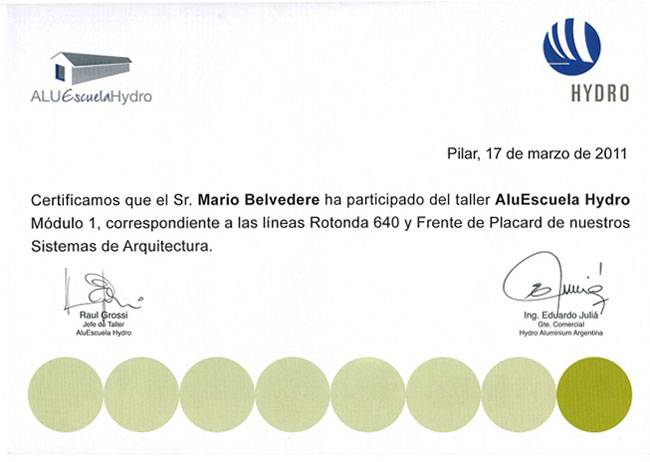 ALUEscuelaHydro
HYDRO
Pilar, 17 de marzo de 2011
Certificamos que el Sr. Mario Belvedere ha participado del taller AluEscuela Hydro
Módulo 1, correspondiente a las líneas Rotonda 640 y Frente de Placard de nuestros
Sistemas de Arquitectura.
Raul Grossi
Jefe de Taller
AluEscuela Hydro
Ing. Eduardo Juliá
Gte. Comercial
Hydro Aluminium Argentina